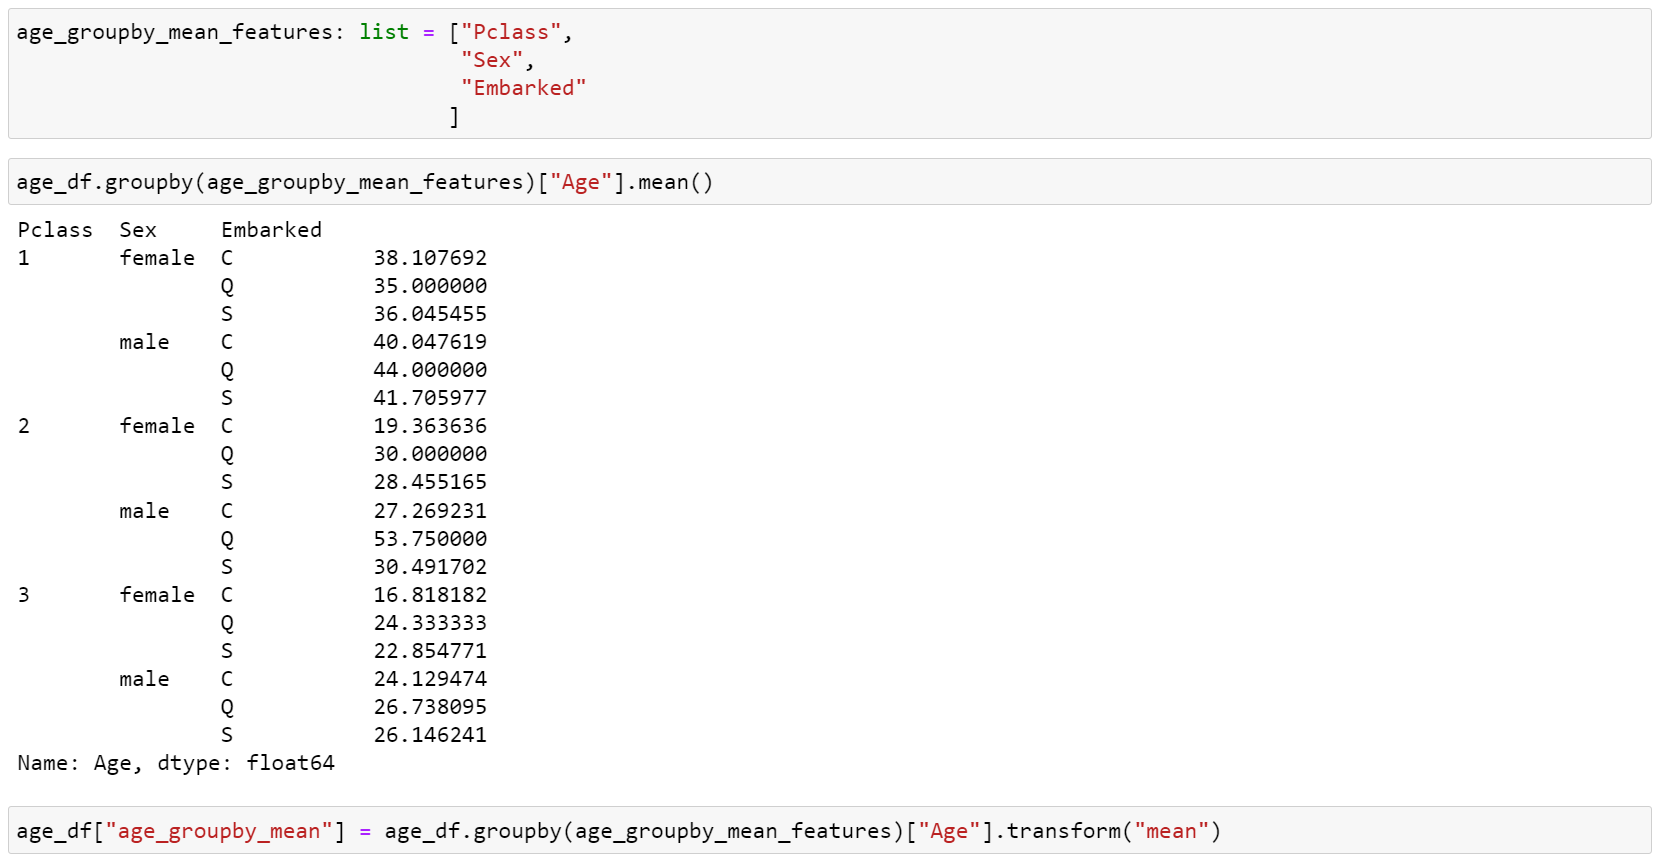 age_groupby_mean_features: list = ["Pclass",
                                   "Sex",
                                   "Embarked"
                                  ]
age_df.groupby(age_groupby_mean_features)["Age"].mean()
Pclass  Sex     Embarked
1       female  C           38.107692
                Q           35.000000
                S           36.045455
        male    C           40.047619
                Q           44.000000
                S           41.705977
2       female  C           19.363636
                Q           30.000000
                S           28.455165
        male    C           27.269231
                Q           53.750000
                S           30.491702
3       female  C           16.818182
                Q           24.333333
                S           22.854771
        male    C           24.129474
                Q           26.738095
                S           26.146241
Name: Age, dtype: float64
age_df["age_groupby_mean"] = age_df.groupby(age_groupby_mean_features)["Age"].transform("mean")